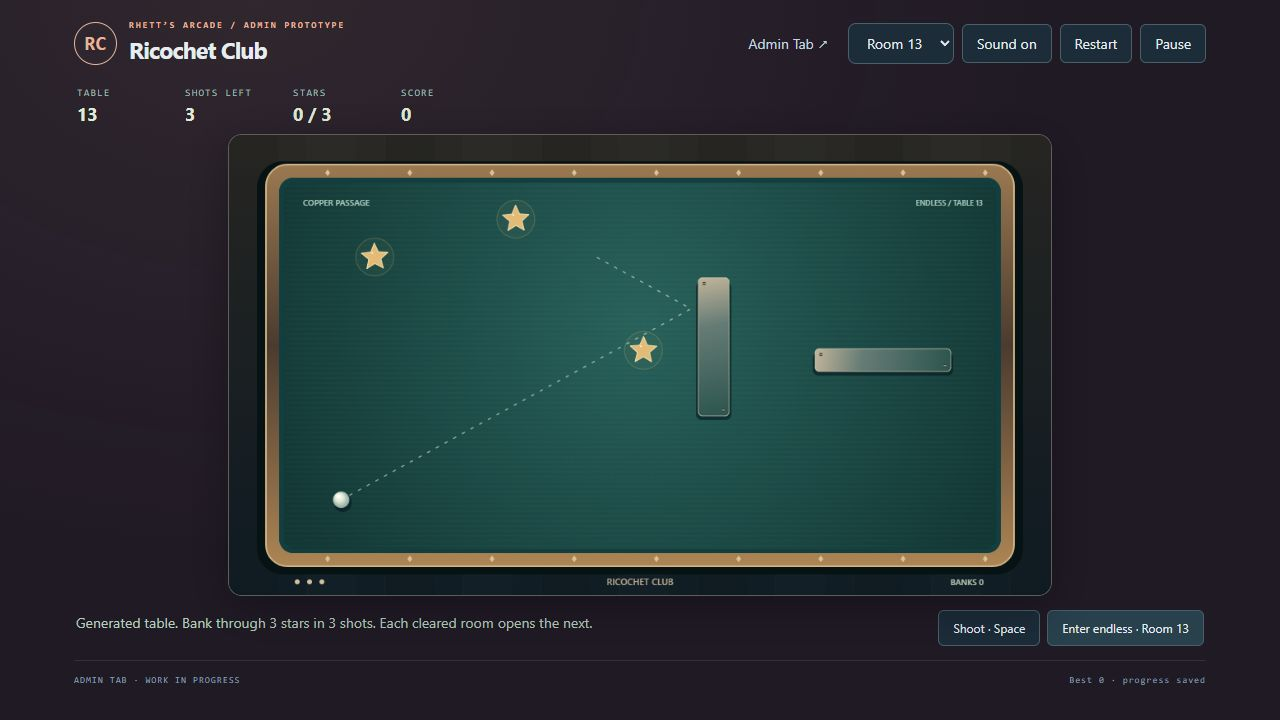 RC
RHETT'S ARCADE / ADMIN PROTOTYPE
Ricochet Club
Admin Tab ↗
Room 13
Sound on
Restart
Pause
TABLE
SHOTS LEFT
STARS
SCORE
13
3
0 / 3
0
COPPER PASSAGE
ENDLESS / TABLE 13
RICOCHET CLUB
BANKS 0
Generated table. Bank through 3 stars in 3 shots. Each cleared room opens the next.
Shoot · Space
Enter endless · Room 13
ADMIN TAB · WORK IN PROGRESS
Best 0 · progress saved